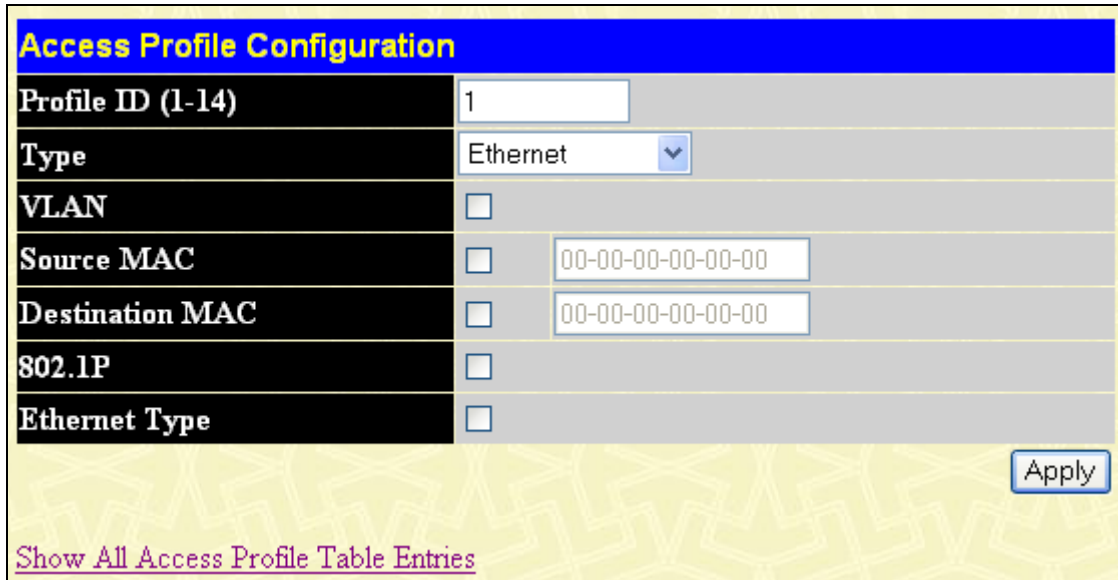 Access Profile Configuration
Profile ID (1-14) 1
Type Ethernet
VLAN
Source MAC 00-00-00-00-00-00
Destination MAC 00-00-00-00-00-00
802.1P
Ethernet Type
Apply
Show All Access Profile Table Entries